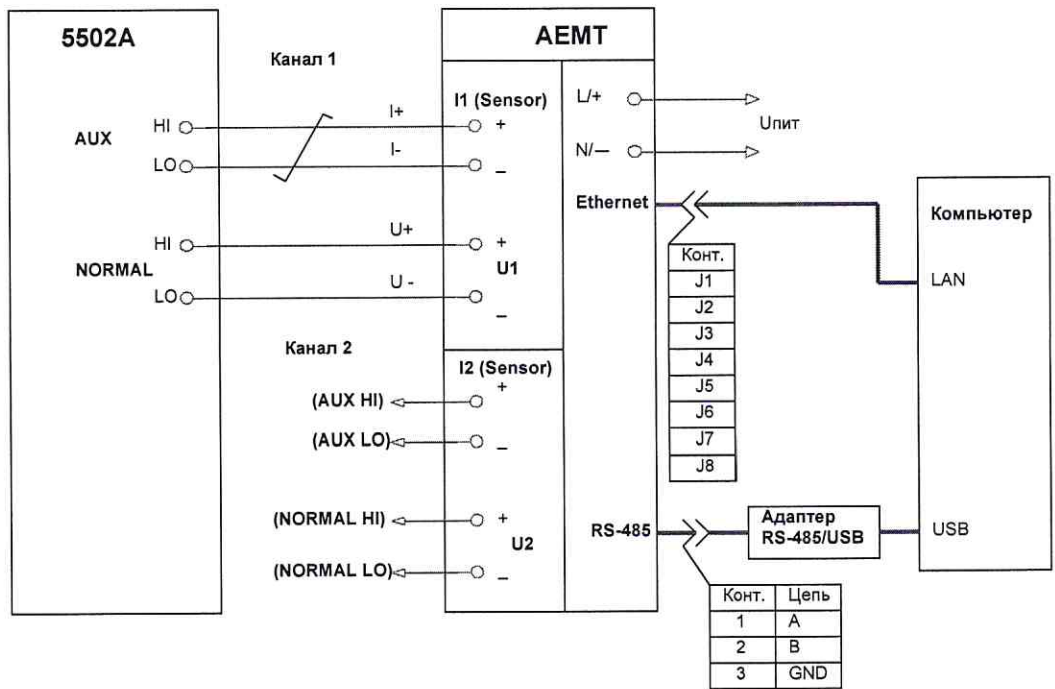 5502A
AEMT
Канал 1
I1 (Sensor)
L/+
Uпит
AUX
HI
I+
+
LO
I-
–
N/—
Ethernet
Компьютер
NORMAL
HI
U+
+
U1
LO
U -
–
LAN
Конт.
J1
J2
J3
J4
J5
J6
J7
J8
Канал 2
I2 (Sensor)
(AUX HI)
+
(AUX LO)
–
(NORMAL HI)
+
U2
(NORMAL LO)
–
RS-485
Адаптер
RS-485/USB
USB
Конт. Цепь
1 A
2 B
3 GND